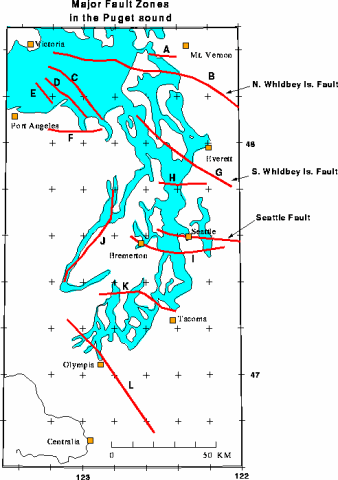 Major Fault Zones
in the Puget sound
Victoria
A
Mt. Vernon
B
C
D
E
N. Whidbey Is. Fault
Port Angeles
F
48
Everett
G
S. Whidbey Is. Fault
H
Seattle Fault
Seattle
J
Bremerton
I
K
Tacoma
Olympia
47
L
Centralia
0
50 KM
123
122